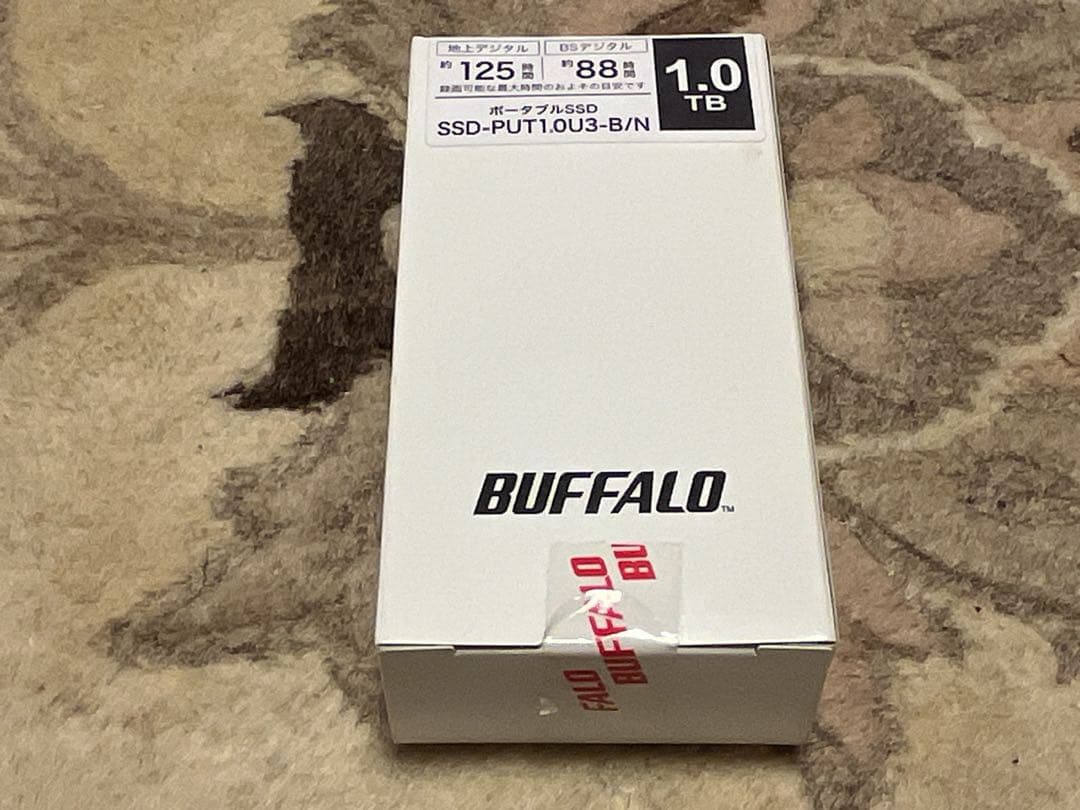 地上デジタル BSデジタル
約125時間 約88時間
録画可能な最大時間のおよその目安です
ポータブルSSD
SSD-PUT1.0U3-B/N
1.0
TB
BUFFALO™
BUFFALO
BU
FALO